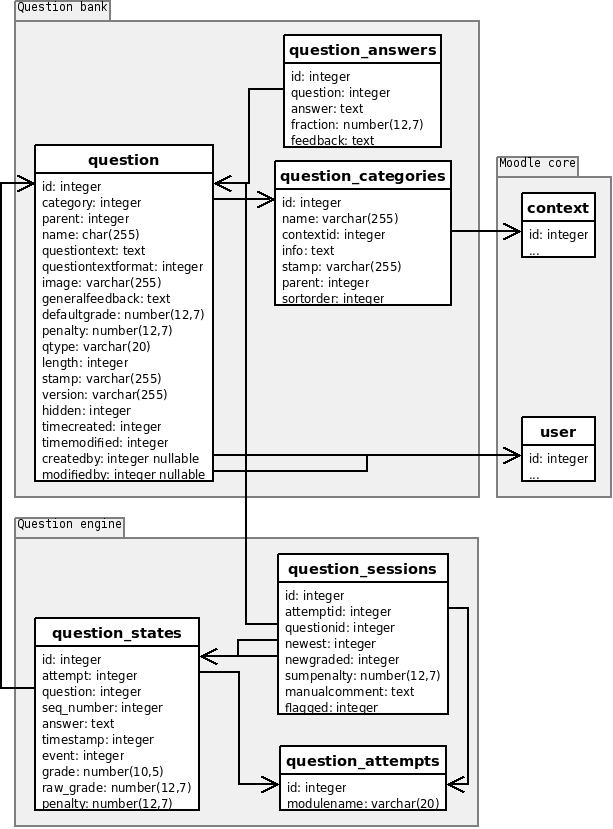 Question bank
question_answers
id: integer
question: integer
answer: text
fraction: number(12,7)
feedback: text
question
id: integer
category: integer
parent: integer
name: char(255)
questiontext: text
questiontextformat: integer
image: varchar(255)
generalfeedback: text
defaultgrade: number(12,7)
penalty: number(12,7)
qtype: varchar(20)
length: integer
stamp: varchar(255)
version: varchar(255)
hidden: integer
timecreated: integer
timemodified: integer
createdby: integer nullable
modifiedby: integer nullable
question_categories
id: integer
name: varchar(255)
contextid: integer
info: text
stamp: varchar(255)
parent: integer
sortorder: integer
Moodle core
context
id: integer
...
user
id: integer
...
Question engine
question_sessions
id: integer
attemptid: integer
questionid: integer
newest: integer
newgraded: integer
sumpenalty: number(12,7)
manualcomment: text
flagged: integer
question_states
id: integer
attempt: integer
question: integer
seq_number: integer
answer: text
timestamp: integer
event: integer
grade: number(10,5)
raw_grade: number(12,7)
penalty: number(12,7)
question_attempts
id: integer
modulename: varchar(20)